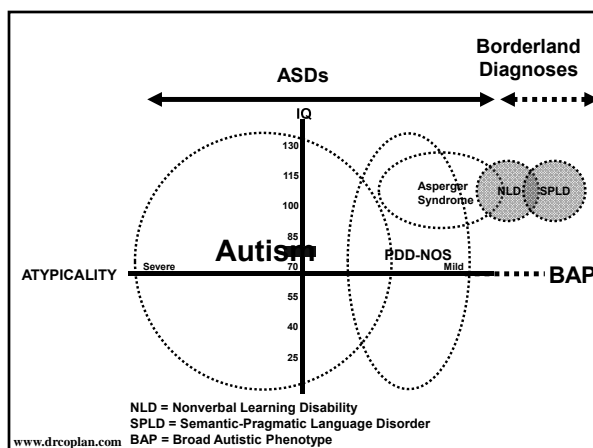 Borderland
Diagnoses
ASDs
IQ
130
115
100
85
70
55
40
25
Asperger
Syndrome
NLD
SPLD
Autism
PDD-NOS
ATYPICALITY
Severe
Mild
BAP
NLD = Nonverbal Learning Disability
SPLD = Semantic-Pragmatic Language Disorder
www.drcoplan.com BAP = Broad Autistic Phenotype